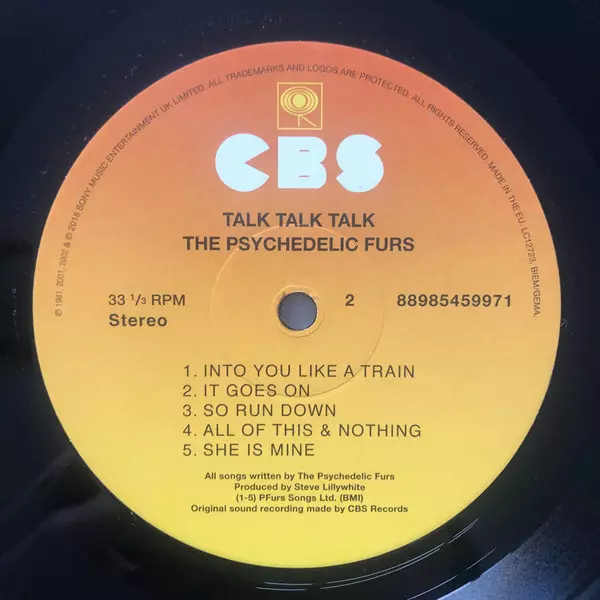 ℗ 1981, 2001, 2002 & © 2018 SONY MUSIC ENTERTAINMENT UK LIMITED. ALL TRADEMARKS AND LOGOS ARE PROTECTED. ALL RIGHTS RESERVED. MADE IN THE EU. LC12723. BIEM/GEMA.
CBS
TALK TALK TALK
THE PSYCHEDELIC FURS
33 1/3 RPM 2 88985459971
Stereo
1. INTO YOU LIKE A TRAIN
2. IT GOES ON
3. SO RUN DOWN
4. ALL OF THIS & NOTHING
5. SHE IS MINE
All songs written by The Psychedelic Furs
Produced by Steve Lillywhite
(1-5) PFurs Songs Ltd. (BMI)
Original sound recording made by CBS Records